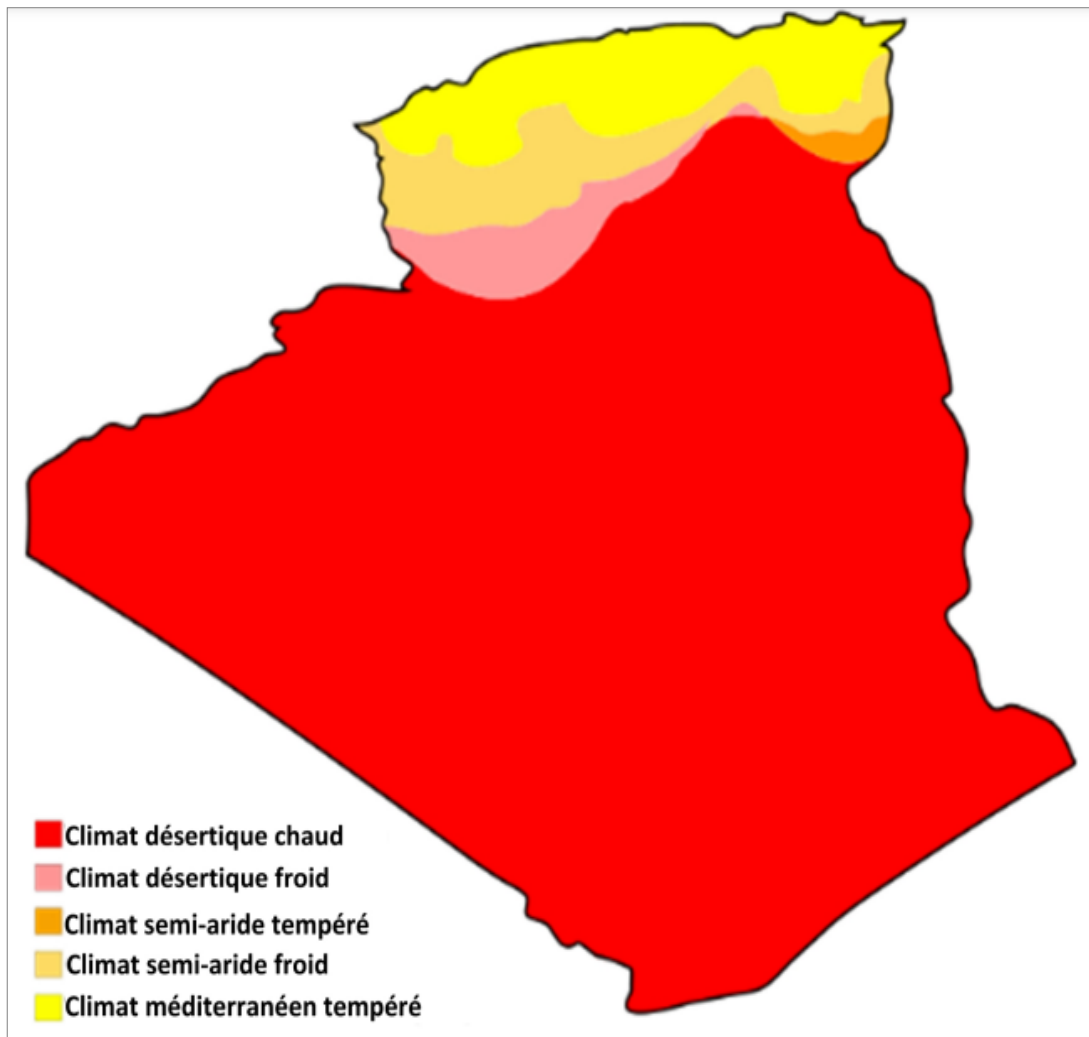 Climat désertique chaud
Climat désertique froid
Climat semi-aride tempéré
Climat semi-aride froid
Climat méditerranéen tempéré